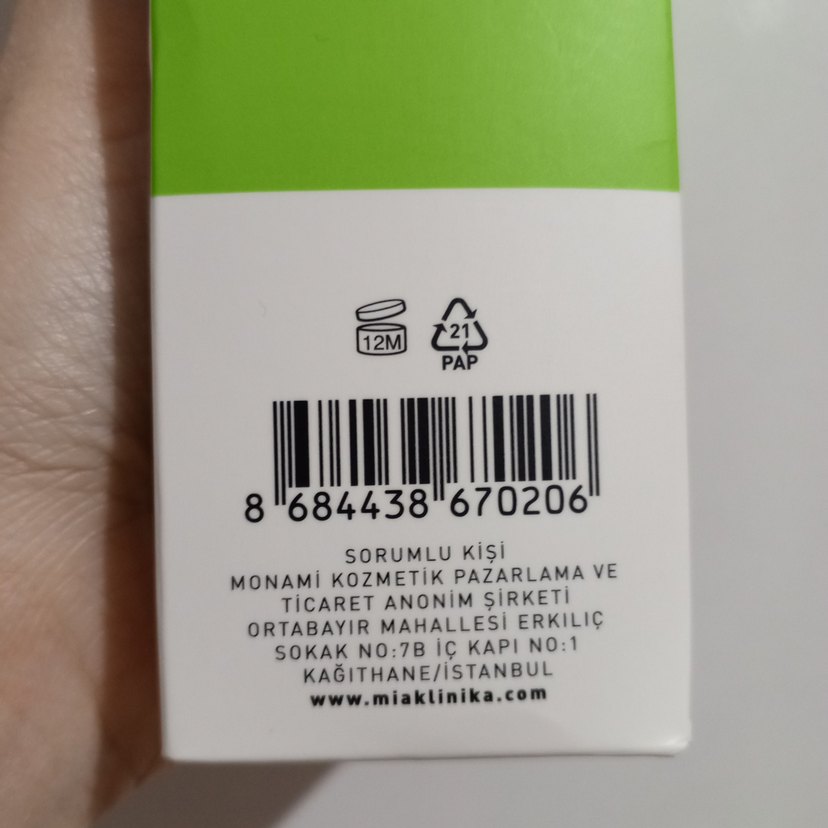 12M
21
PAP
8 684438 670206
SORUMLU KİŞİ
MONAMİ KOZMETİK PAZARLAMA VE
TİCARET ANONİM ŞİRKETİ
ORTABAYIR MAHALLESİ ERKILIÇ
SOKAK NO:7B İÇ KAPI NO:1
KAĞITHANE/İSTANBUL
www.miaklinika.com